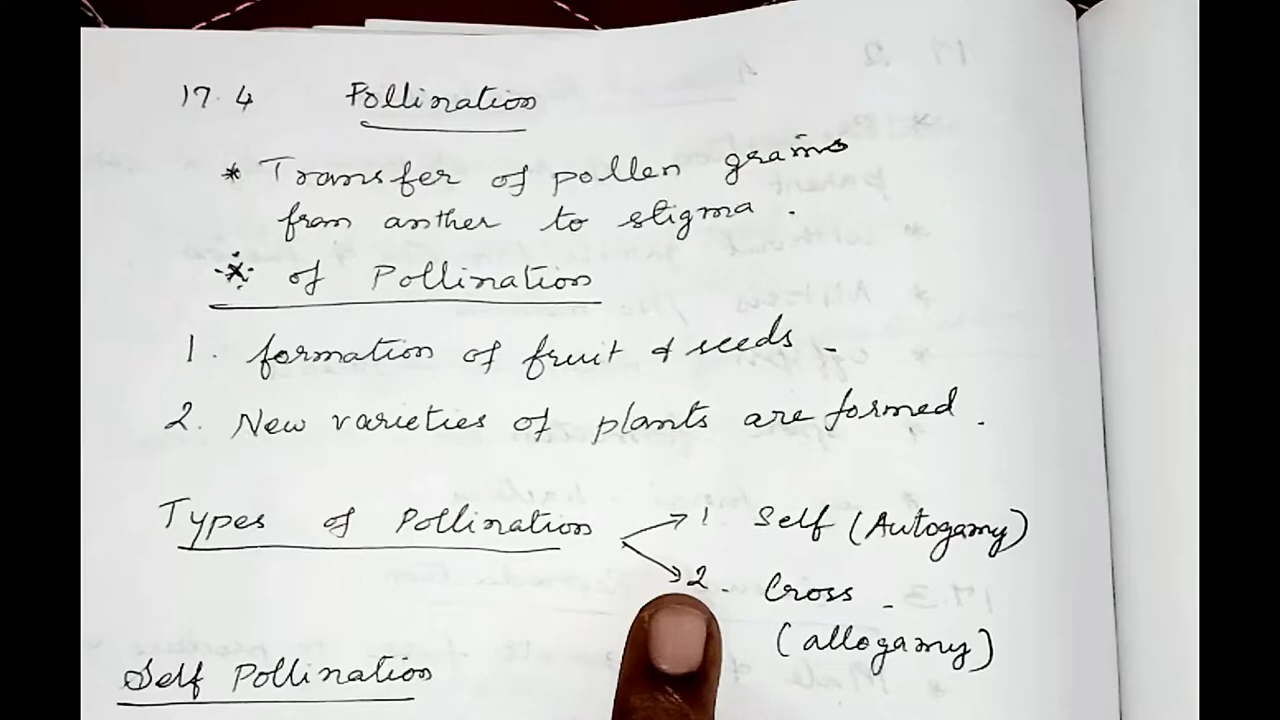 17.4 Pollination
* Transfer of pollen grains
from anther to stigma .
※ of Pollination
1. formation of fruit & seeds -
2. New varieties of plants are formed .
Types of Pollination → 1 Self (Autogamy)
→ 2. Cross -
(allogamy)
Self Pollination